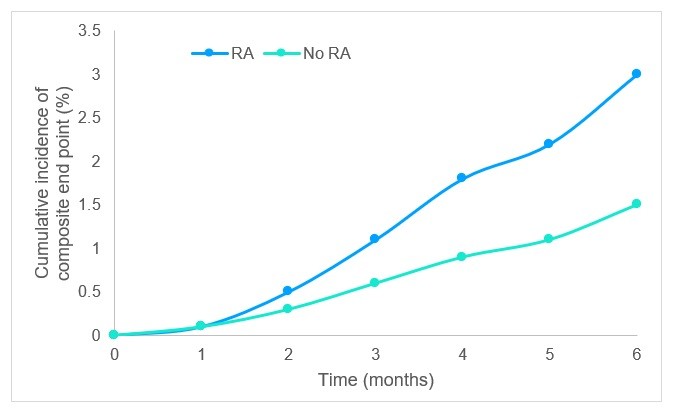 3.5
RA No RA
3
2.5
2
1.5
1
0.5
0
Cumulative incidence of
composite end point (%)
0 1 2 3 4 5 6
Time (months)